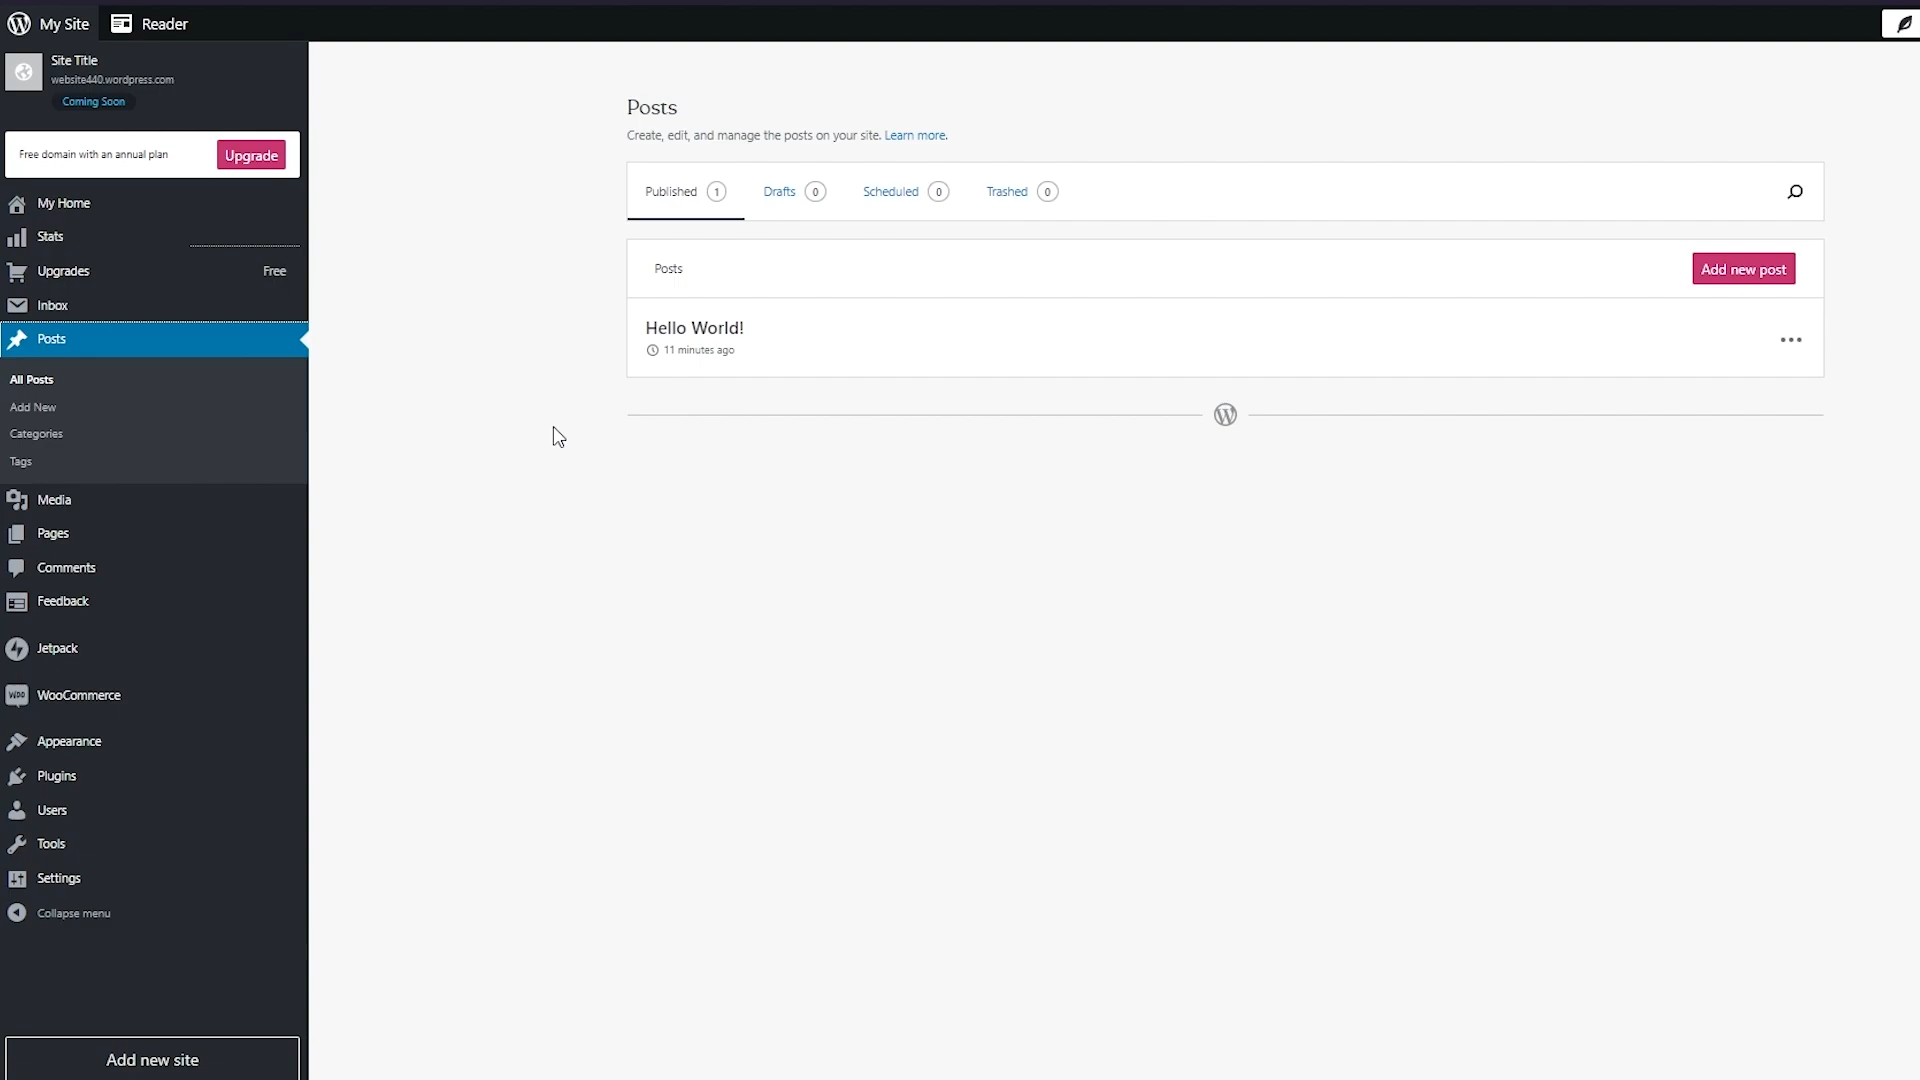 My Site
Reader
Site Title
website440.wordpress.com
Coming Soon
Free domain with an annual plan
Upgrade
My Home
Stats
Upgrades
Free
Inbox
Posts
All Posts
Add New
Categories
Tags
Media
Pages
Comments
Feedback
Jetpack
WooCommerce
Appearance
Plugins
Users
Tools
Settings
Collapse menu
Add new site
Posts
Create, edit, and manage the posts on your site. Learn more.
Published 1 Drafts 0 Scheduled 0 Trashed 0
Posts
Add new post
Hello World!
11 minutes ago